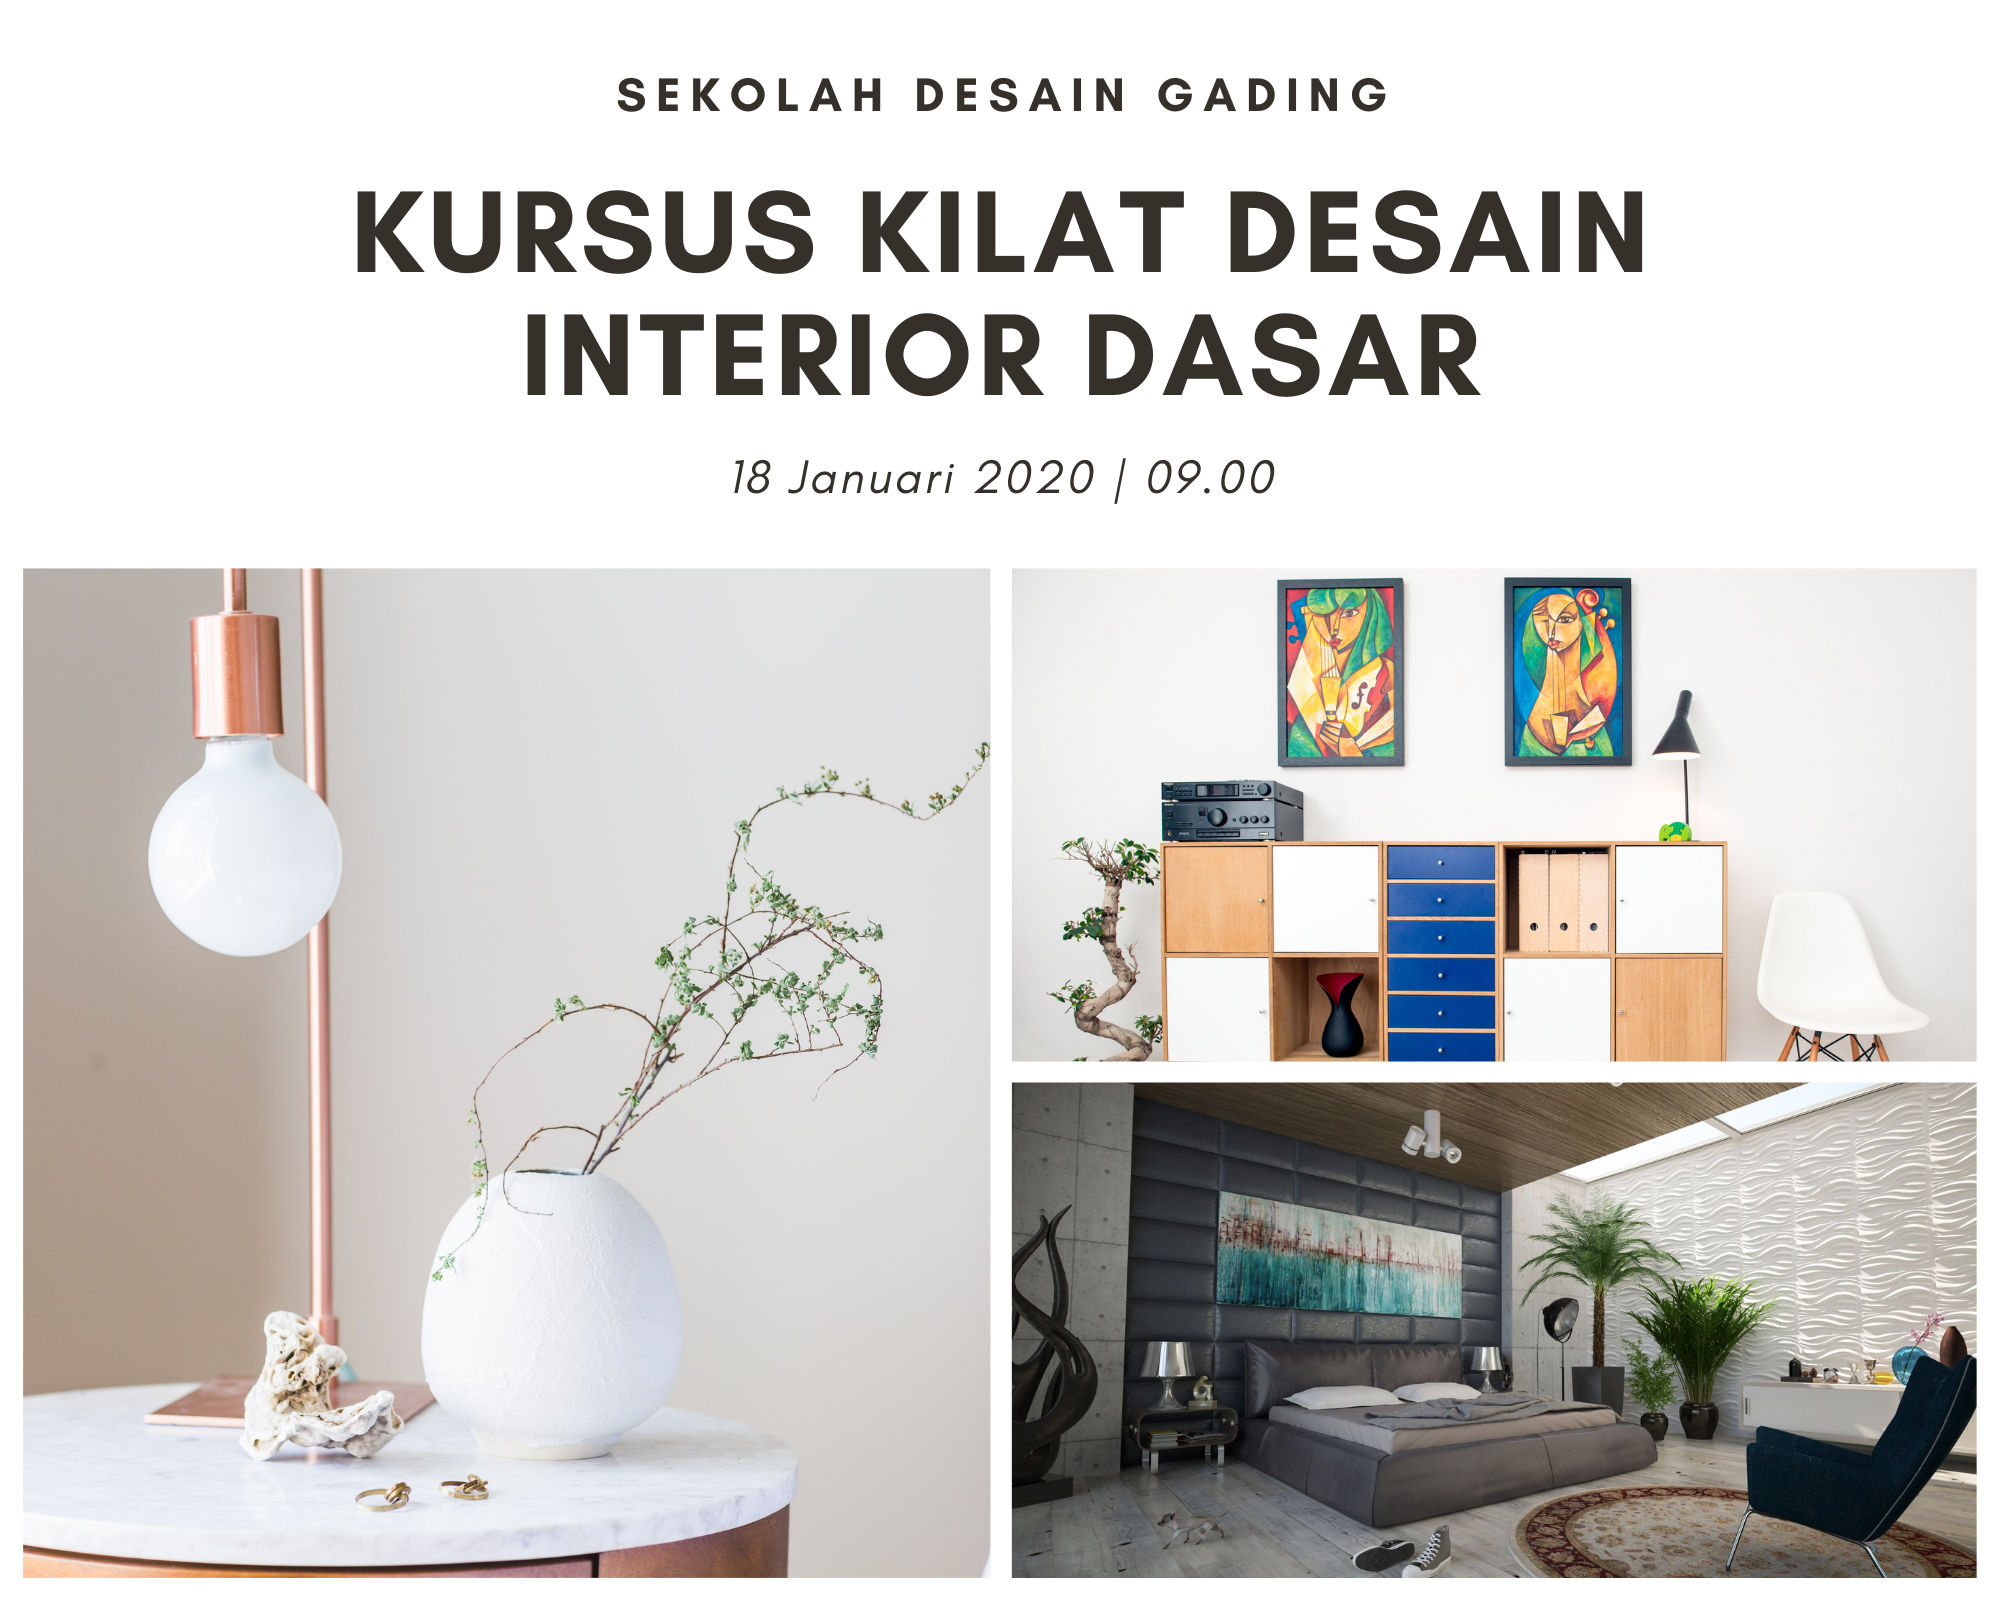 SEKOLAH DESAIN GADING
KURSUS KILAT DESAIN
INTERIOR DASAR
18 Januari 2020 | 09.00